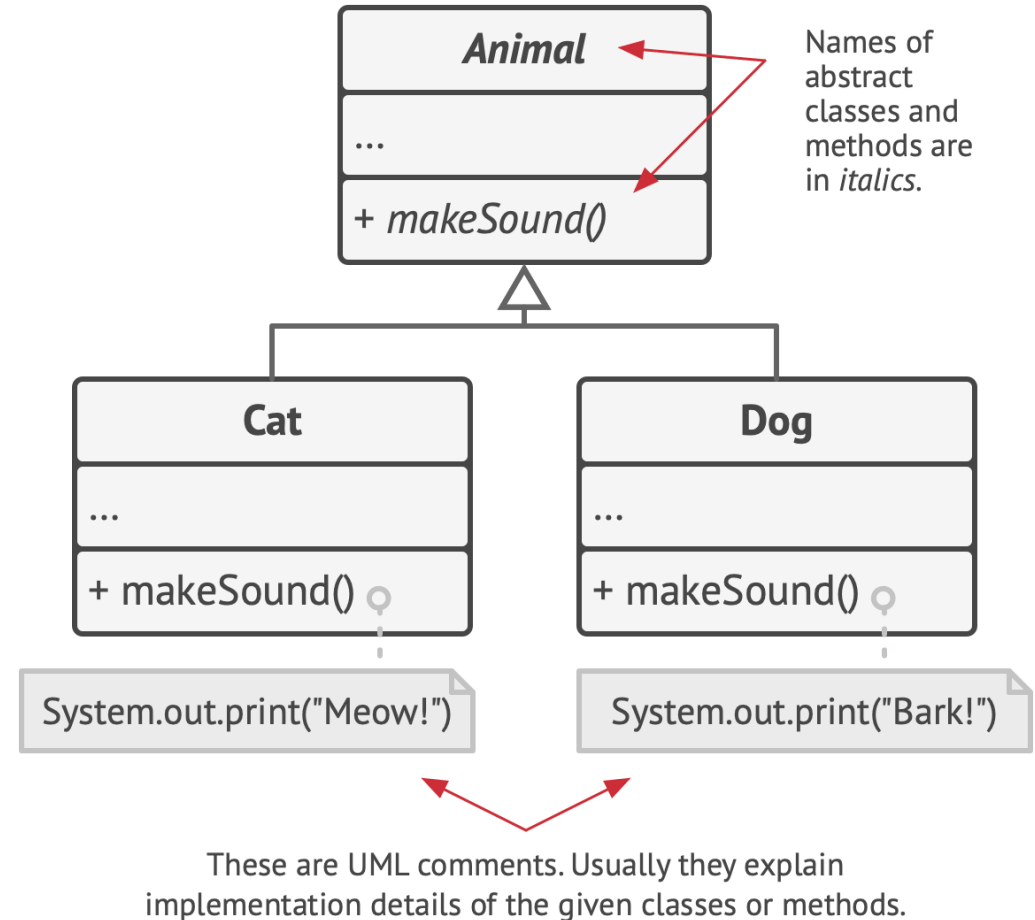 Animal
Names of
abstract
classes and
methods are
in italics.
...
+ makeSound()
Cat
...
+ makeSound()
Dog
...
+ makeSound()
System.out.print("Meow!")
System.out.print("Bark!")
These are UML comments. Usually they explain
implementation details of the given classes or methods.